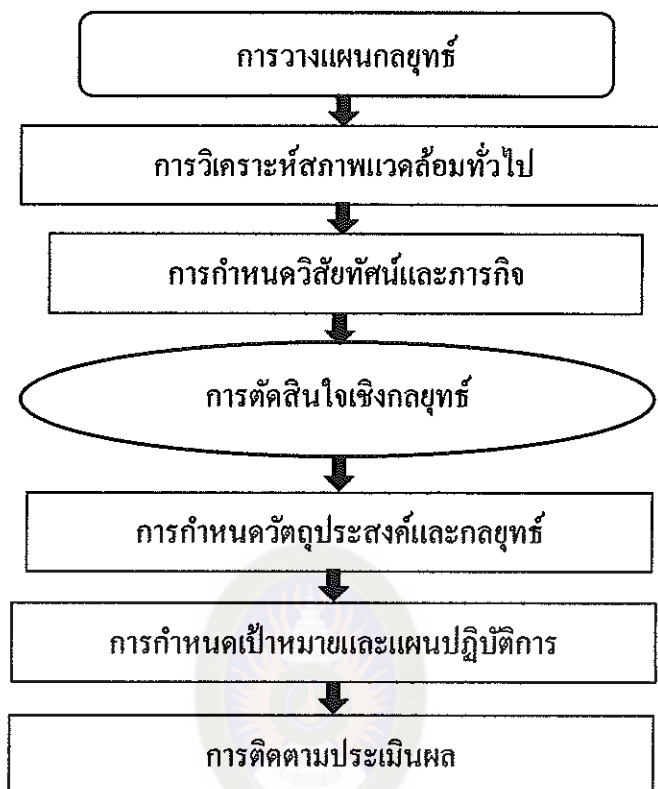 การวางแผนกลยุทธ์
การวิเคราะห์สภาพแวดล้อมทั่วไป
การกำหนดวิสัยทัศน์และภารกิจ
การตัดสินใจเชิงกลยุทธ์
การกำหนดวัตถุประสงค์และกลยุทธ์
การกำหนดเป้าหมายและแผนปฏิบัติการ
การติดตามประเมินผล